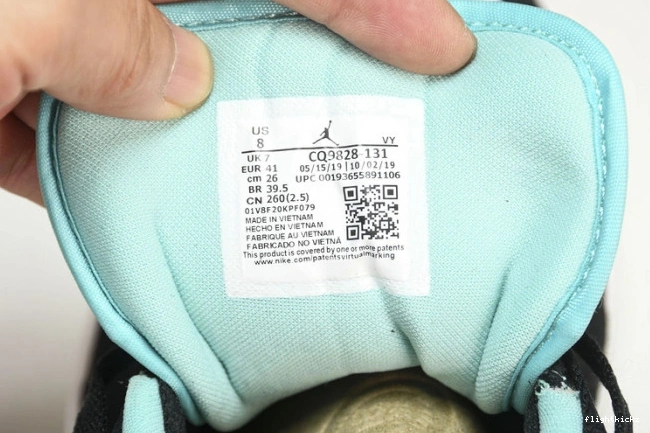 US
8
VY
UK 7
CQ9828-131
EUR 41
05/15/19 | 10/02/19
cm 26
UPC 00193655891106
BR 39.5
CN 260(2.5)
01V8F20KPF079
MADE IN VIETNAM
HECHO EN VIETNAM
FABRIQUE AU VIETNAM
FABRICADO NO VIETNÃ
This product is covered by one or more patents
www.nike.com/patentsvirtualmarking
flightkicks